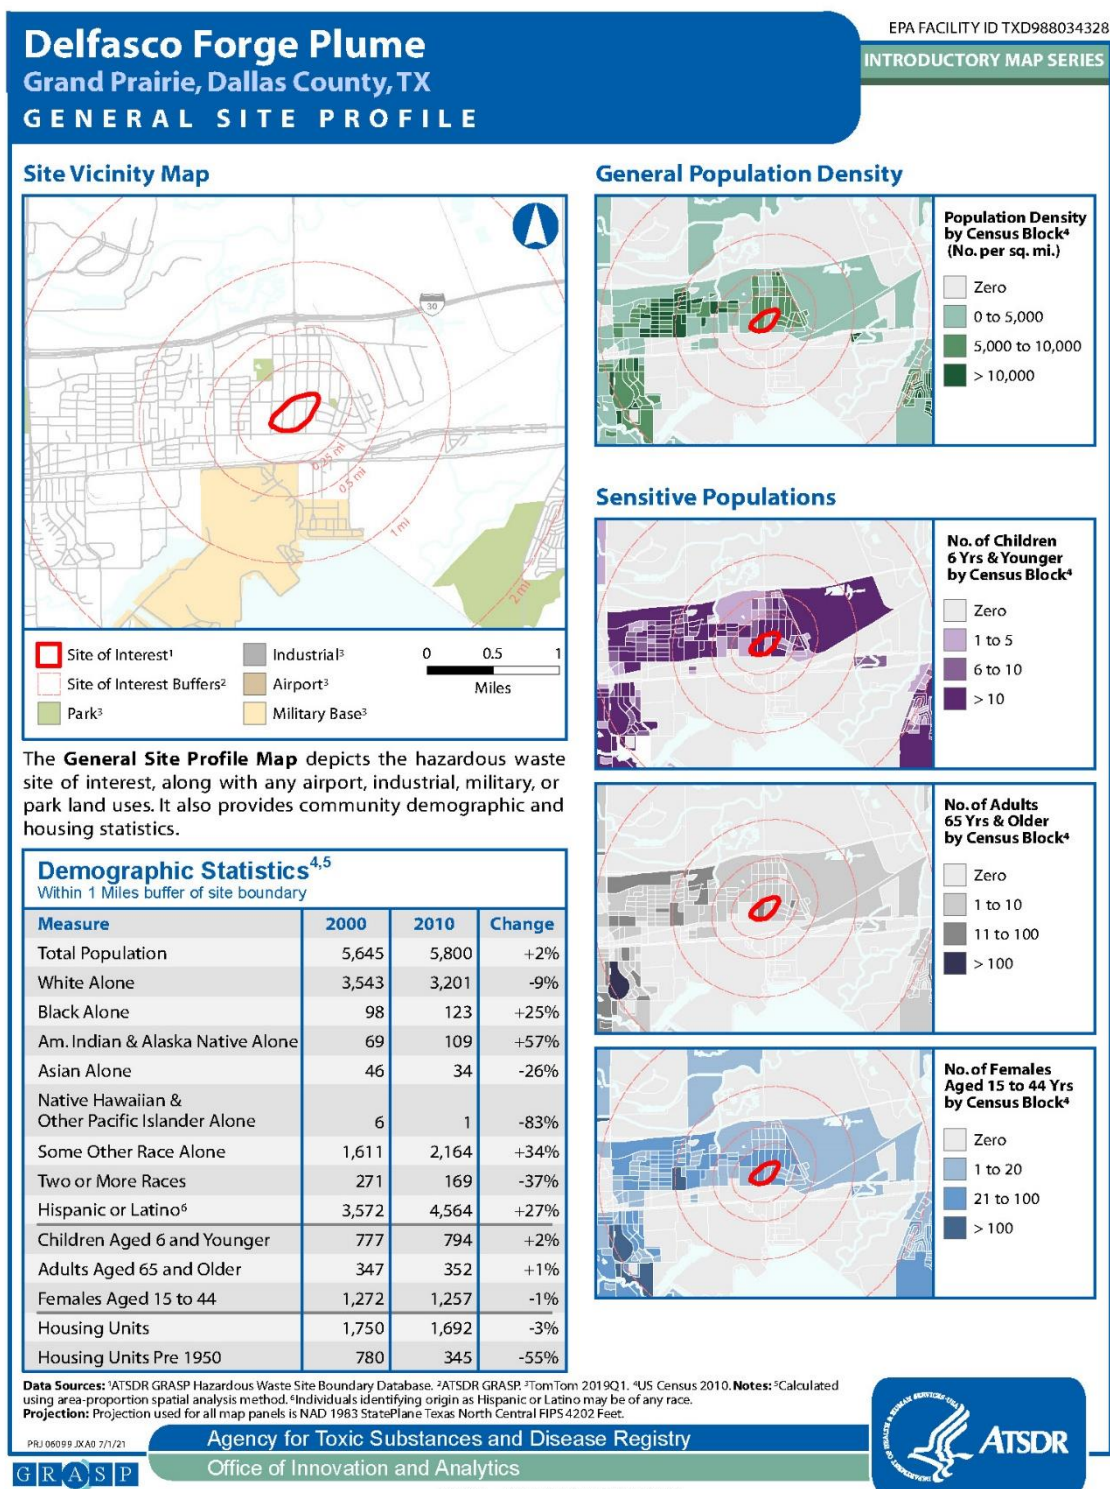 EPA FACILITY ID TXD988034328
INTRODUCTORY MAP SERIES
Delfasco Forge Plume
Grand Prairie, Dallas County, TX
GENERAL SITE PROFILE
Site Vicinity Map
30
0.25 mi
0.5 mi
1 mi
2 mi
Site of Interest¹
Site of Interest Buffers²
Park³
Industrial³
Airport³
Military Base³
0 0.5 1
Miles
The General Site Profile Map depicts the hazardous waste
site of interest, along with any airport, industrial, military, or
park land uses. It also provides community demographic and
housing statistics.
Demographic Statistics⁴,⁵
Within 1 Miles buffer of site boundary
Measure 2000 2010 Change
Total Population 5,645 5,800 +2%
White Alone 3,543 3,201 -9%
Black Alone 98 123 +25%
Am. Indian & Alaska Native Alone 69 109 +57%
Asian Alone 46 34 -26%
Native Hawaiian &
Other Pacific Islander Alone 6 1 -83%
Some Other Race Alone 1,611 2,164 +34%
Two or More Races 271 169 -37%
Hispanic or Latino⁶ 3,572 4,564 +27%
Children Aged 6 and Younger 777 794 +2%
Adults Aged 65 and Older 347 352 +1%
Females Aged 15 to 44 1,272 1,257 -1%
Housing Units 1,750 1,692 -3%
Housing Units Pre 1950 780 345 -55%
General Population Density
Population Density
by Census Block⁴
(No. per sq. mi.)
Zero
0 to 5,000
5,000 to 10,000
> 10,000
Sensitive Populations
No. of Children
6 Yrs & Younger
by Census Block⁴
Zero
1 to 5
6 to 10
> 10
No. of Adults
65 Yrs & Older
by Census Block⁴
Zero
1 to 10
11 to 100
> 100
No. of Females
Aged 15 to 44 Yrs
by Census Block⁴
Zero
1 to 20
21 to 100
> 100
Data Sources: ¹ATSDR GRASP Hazardous Waste Site Boundary Database. ²ATSDR GRASP. ³TomTom 2019Q1. ⁴US Census 2010. Notes: ⁵Calculated
using area-proportion spatial analysis method. ⁶Individuals identifying origin as Hispanic or Latino may be of any race.
Projection: Projection used for all map panels is NAD 1983 StatePlane Texas North Central FIPS 4202 Feet.
PRJ 06099 JXA0 7/1/21
Agency for Toxic Substances and Disease Registry
GRASP
Office of Innovation and Analytics
DEPARTMENT OF HEALTH & HUMAN SERVICES·USA
ATSDR